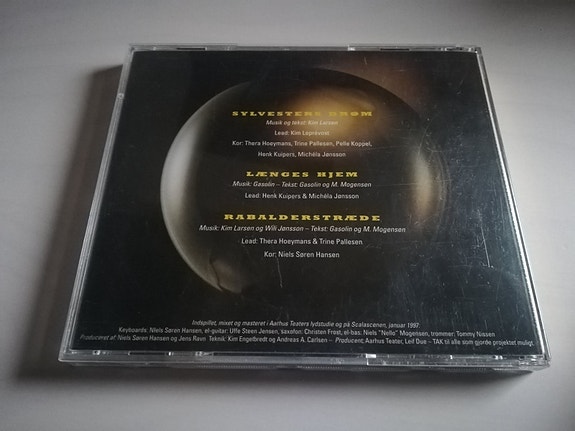 SYLVESTERS DRØM
Musik og tekst: Kim Larsen
Lead: Kim Leprévost
Kor: Thera Hoeymans, Trine Pallesen, Pelle Koppel,
Henk Kuipers, Michéla Jønsson
LÆNGES HJEM
Musik: Gasolin – Tekst: Gasolin og M. Mogensen
Lead: Henk Kuipers & Michéla Jønsson
RABALDERSTRÆDE
Musik: Kim Larsen og Wili Jønsson – Tekst: Gasolin og M. Mogensen
Lead: Thera Hoeymans & Trine Pallesen
Kor: Niels Søren Hansen
Indspillet, mixet og masteret i Aarhus Teaters lydstudie og på Scalascenen, januar 1997:
Keyboards: Niels Søren Hansen, el-guitar: Uffe Steen Jensen, saxofon: Christen Frost, el-bas: Niels "Nello" Mogensen, trommer: Tommy Nissen
Produceret af: Niels Søren Hansen og Jens Ravn Teknik: Kim Engelbredt og Andreas A. Carlsen – Producent, Aarhus Teater, Leif Due – TAK til alle som gjorde projektet muligt